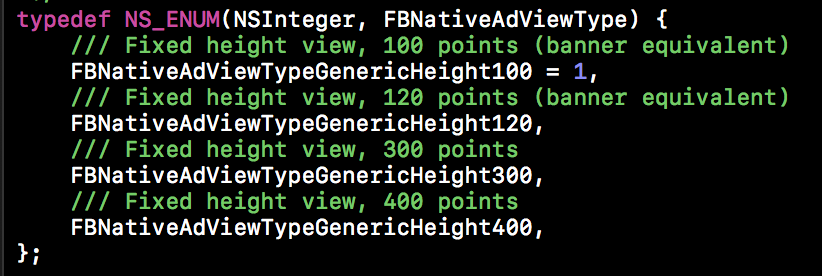 typedef NS_ENUM(NSInteger, FBNativeAdViewType) {
    /// Fixed height view, 100 points (banner equivalent)
    FBNativeAdViewTypeGenericHeight100 = 1,
    /// Fixed height view, 120 points (banner equivalent)
    FBNativeAdViewTypeGenericHeight120,
    /// Fixed height view, 300 points
    FBNativeAdViewTypeGenericHeight300,
    /// Fixed height view, 400 points
    FBNativeAdViewTypeGenericHeight400,
};